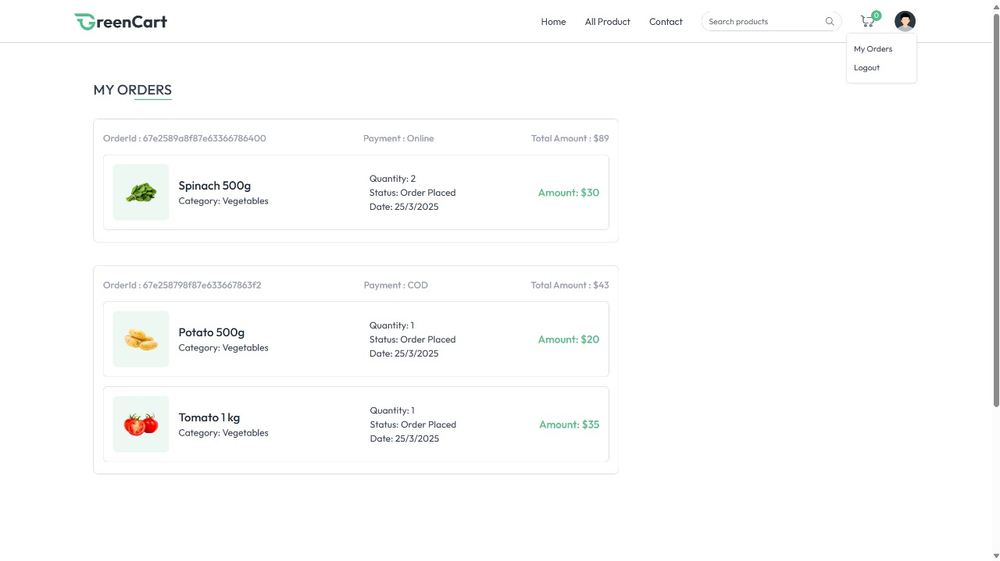 GreenCart
Home
All Product
Contact
Search products
0
My Orders
Logout
MY ORDERS
OrderId : 67e2589a8f87e63366786400
Payment : Online
Total Amount : $89
Spinach 500g
Category: Vegetables
Quantity: 2
Status: Order Placed
Date: 25/3/2025
Amount: $30
OrderId : 67e258798f87e633667863f2
Payment : COD
Total Amount : $43
Potato 500g
Category: Vegetables
Quantity: 1
Status: Order Placed
Date: 25/3/2025
Amount: $20
Tomato 1 kg
Category: Vegetables
Quantity: 1
Status: Order Placed
Date: 25/3/2025
Amount: $35